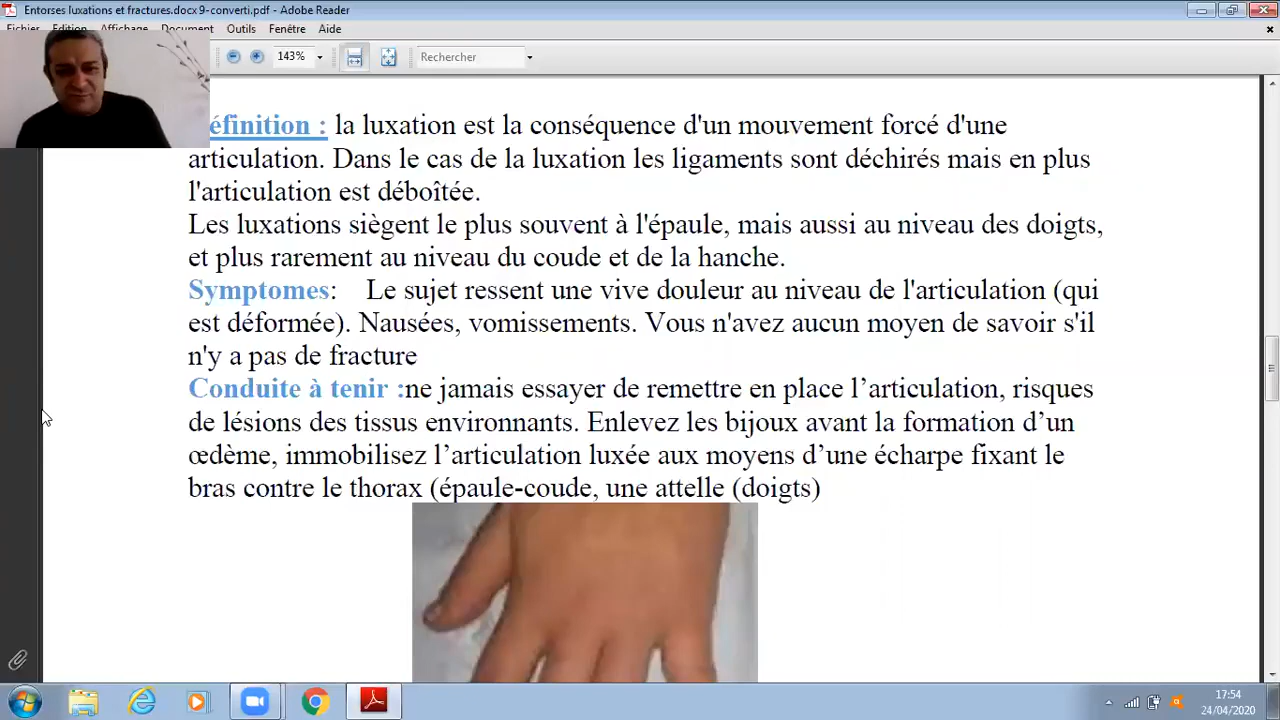 Entorses luxations et fractures.docx 9-converti.pdf - Adobe Reader
Fichier Edition Affichage Document Outils Fenêtre Aide
143% Rechercher
éfinition : la luxation est la conséquence d'un mouvement forcé d'une
articulation. Dans le cas de la luxation les ligaments sont déchirés mais en plus
l'articulation est déboîtée.
Les luxations siègent le plus souvent à l'épaule, mais aussi au niveau des doigts,
et plus rarement au niveau du coude et de la hanche.
Symptomes: Le sujet ressent une vive douleur au niveau de l'articulation (qui
est déformée). Nausées, vomissements. Vous n'avez aucun moyen de savoir s'il
n'y a pas de fracture
Conduite à tenir :ne jamais essayer de remettre en place l’articulation, risques
de lésions des tissus environnants. Enlevez les bijoux avant la formation d’un
œdème, immobilisez l’articulation luxée aux moyens d’une écharpe fixant le
bras contre le thorax (épaule-coude, une attelle (doigts)
17:54
24/04/2020